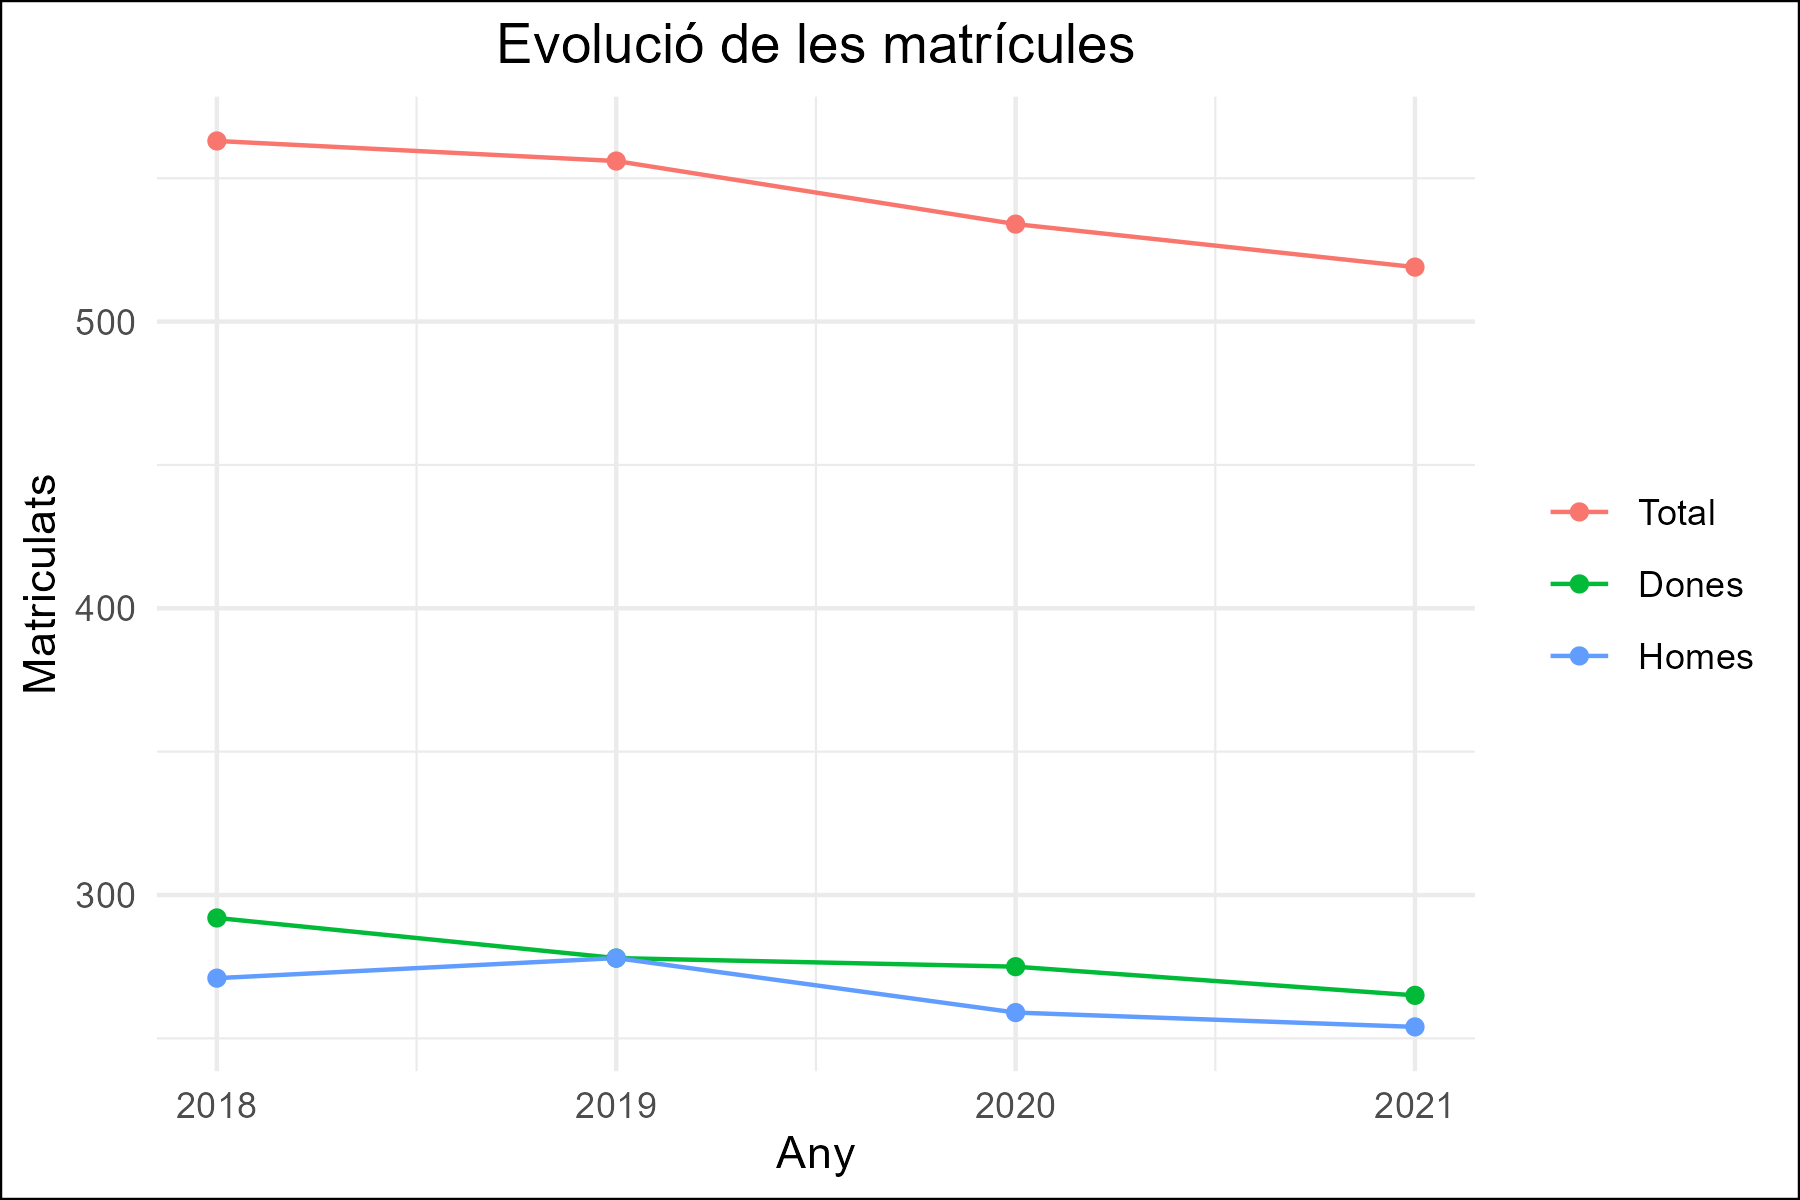 Evolució de les matrícules
500
400
300
Matriculats
2018
2019
2020
2021
Any
Total
Dones
Homes